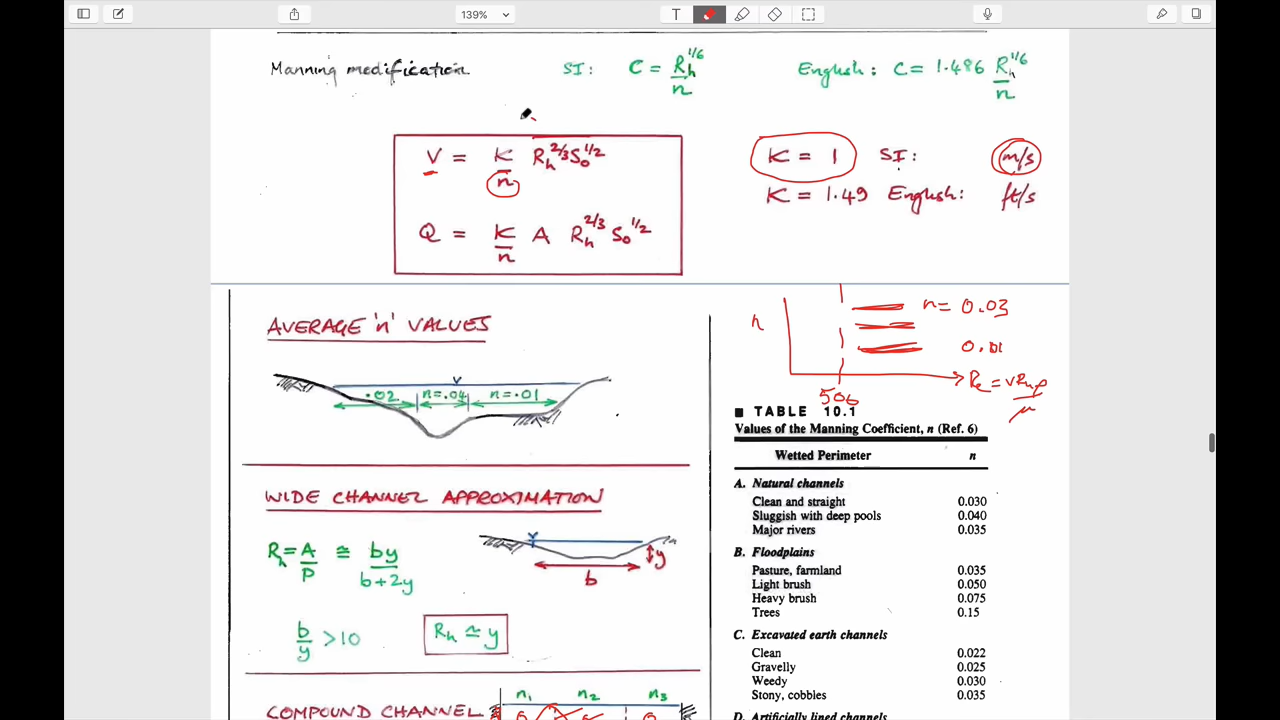 139%
T
Manning modification
SI: C = R_h^{1/6}/n
English: C = 1.486 R_h^{1/6}/n
V = K/n R_h^{2/3} S_o^{1/2}
K = 1 SI: m/s
K = 1.49 English: ft/s
Q = K/n A R_h^{2/3} S_o^{1/2}
AVERAGE 'n' VALUES
.02 n=.04 n=.01
WIDE CHANNEL APPROXIMATION
R_h = A/P ≅ by/b+2y
y
b
b/y > 10
R_h ≅ y
COMPOUND CHANNEL
n₁ n₂ n₃
n
n = 0.03
0.01
500
Re = VR_hρ/μ
■ TABLE 10.1
Values of the Manning Coefficient, n (Ref. 6)
Wetted Perimeter n
A. Natural channels
Clean and straight 0.030
Sluggish with deep pools 0.040
Major rivers 0.035
B. Floodplains
Pasture, farmland 0.035
Light brush 0.050
Heavy brush 0.075
Trees 0.15
C. Excavated earth channels
Clean 0.022
Gravelly 0.025
Weedy 0.030
Stony, cobbles 0.035
D. Artificially lined channels